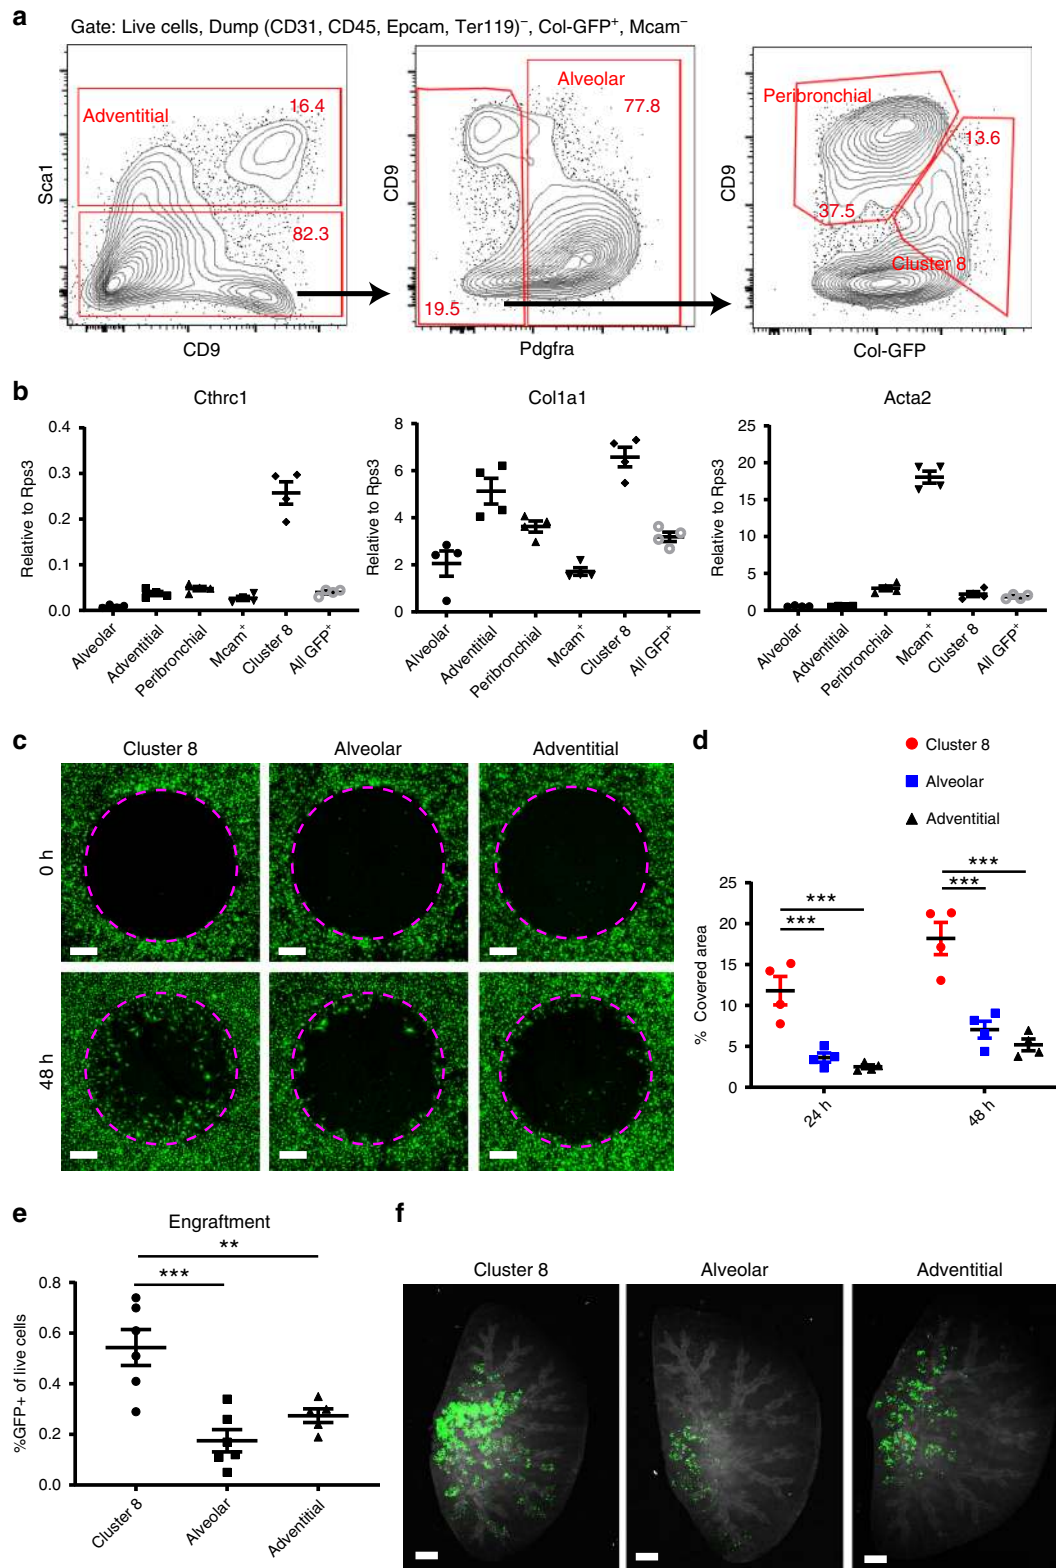 a
Gate: Live cells, Dump (CD31, CD45, Epcam, Ter119)⁻, Col-GFP⁺, Mcam⁻
Adventitial
16.4
82.3
Sca1
CD9
Alveolar
77.8
19.5
CD9
Pdgfra
Peribronchial
13.6
37.5
Cluster 8
CD9
Col-GFP
b
Cthrc1
Relative to Rps3
0.4
0.3
0.2
0.1
0.0
Alveolar
Adventitial
Peribronchial
Mcam⁺
Cluster 8
All GFP⁺
Col1a1
Relative to Rps3
8
6
4
2
0
Alveolar
Adventitial
Peribronchial
Mcam⁺
Cluster 8
All GFP⁺
Acta2
Relative to Rps3
25
20
15
10
5
0
Alveolar
Adventitial
Peribronchial
Mcam⁺
Cluster 8
All GFP⁺
c
Cluster 8
Alveolar
Adventitial
0 h
48 h
d
Cluster 8
Alveolar
Adventitial
% Covered area
25
20
15
10
5
0
***
***
***
***
24 h
48 h
e
Engraftment
**
***
%GFP+ of live cells
0.8
0.6
0.4
0.2
0.0
Cluster 8
Alveolar
Adventitial
f
Cluster 8
Alveolar
Adventitial